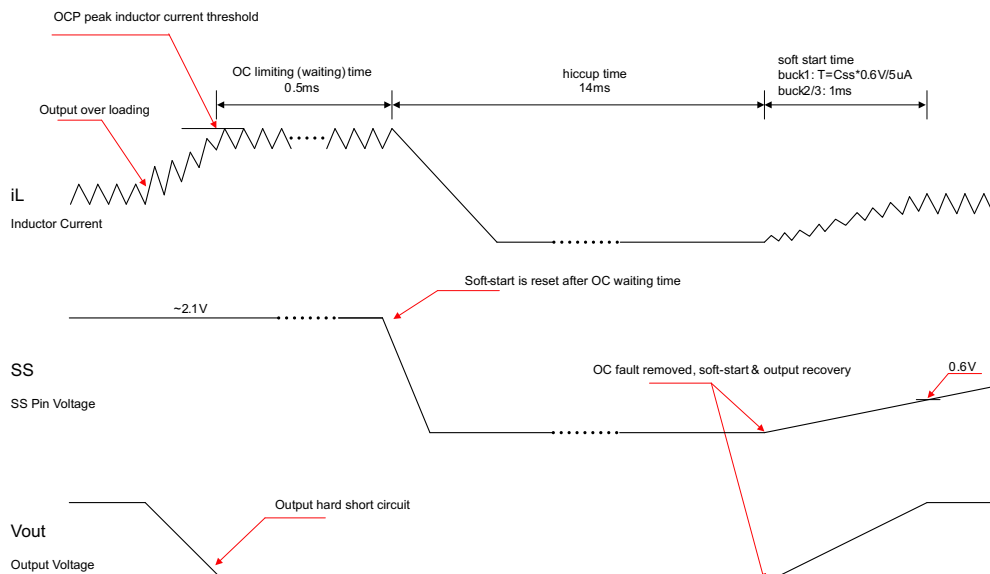 OCP peak inductor current threshold
soft start time
buck1: T=Css*0.6V/5uA
buck2/3: 1ms
OC limiting (waiting) time
0.5ms
hiccup time
14ms
Output over loading
iL
Inductor Current
Soft-start is reset after OC waiting time
~2.1V
SS
SS Pin Voltage
OC fault removed, soft-start & output recovery
0.6V
Output hard short circuit
Vout
Output Voltage